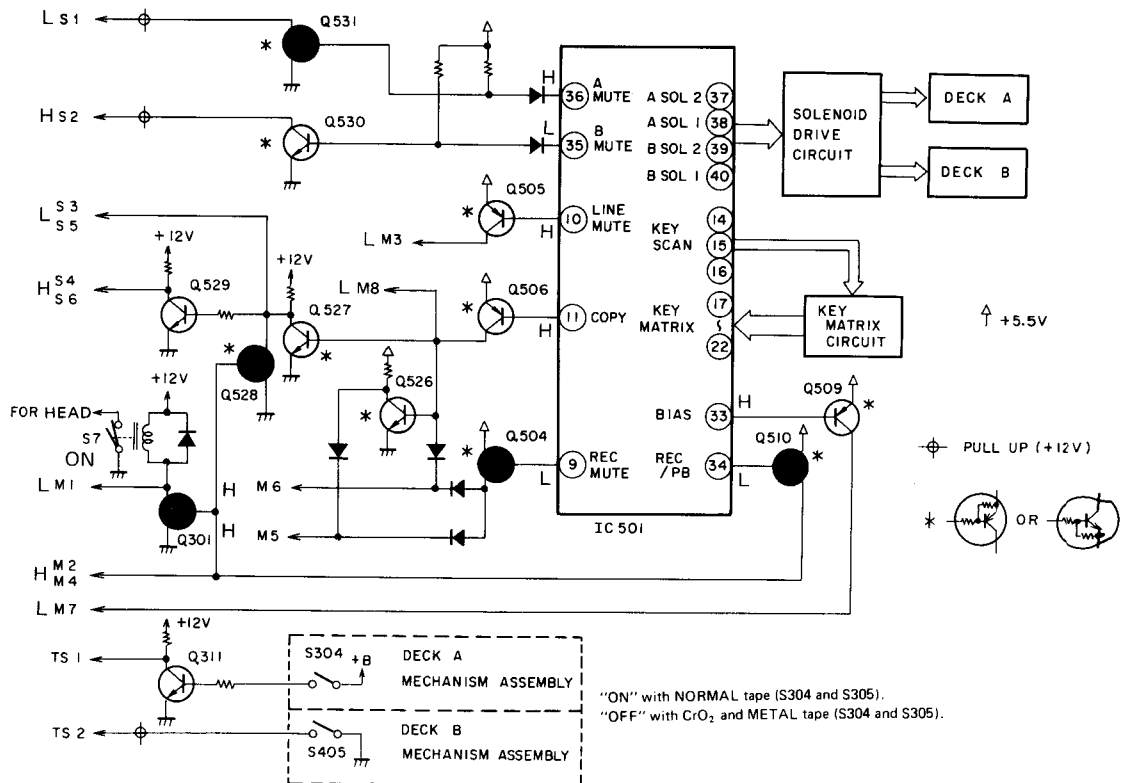 L S1
Q531
*
H
36
A MUTE
H S2
Q530
*
L
35
B MUTE
A SOL 2 37
A SOL 1 38
B SOL 2 39
B SOL 1 40
SOLENOID DRIVE CIRCUIT
DECK A
DECK B
L S3 S5
+12V
H S4 S6
Q529
+12V
Q527
*
Q528
*
L M3
Q505
*
10
H
LINE MUTE
L M8
Q506
*
11
H
COPY
KEY SCAN
14
15
16
KEY MATRIX
17
22
KEY MATRIX CIRCUIT
+5.5V
Q526
*
Q504
*
9
L
REC MUTE
BIAS 33
H
Q509
*
REC /PB 34
L
Q510
*
IC501
PULL UP (+12V)
* OR
+12V
FOR HEAD
S7
ON
L M1
Q301
H
H
M6
M5
H M2 M4
L M7
+12V
TS 1
Q311
S304
+B
DECK A
MECHANISM ASSEMBLY
TS 2
S405
DECK B
MECHANISM ASSEMBLY
"ON" with NORMAL tape (S304 and S305).
"OFF" with CrO₂ and METAL tape (S304 and S305).